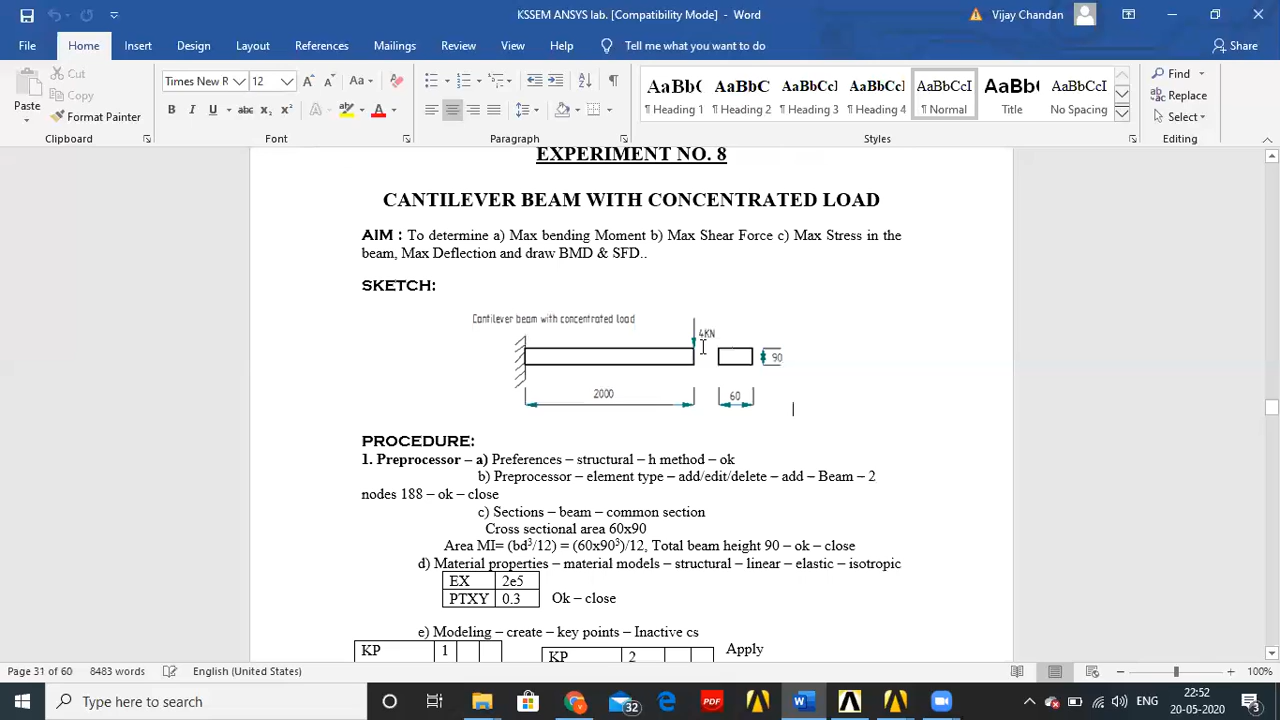 KSSEM ANSYS lab. [Compatibility Mode] - Word
Vijay Chandan
File Home Insert Design Layout References Mailings Review View Help Tell me what you want to do Share
Paste
Cut
Copy
Format Painter
Clipboard
Times New R 12
Font
Paragraph
AaBb( AaBbC AaBbCcl AaBbCcl AaBbCcI AaBb AaBbCcI
¶ Heading 1 ¶ Heading 2 ¶ Heading 3 ¶ Heading 4 ¶ Normal Title ¶ No Spacing
Styles
Find
Replace
Select
Editing
EXPERIMENT NO. 8
CANTILEVER BEAM WITH CONCENTRATED LOAD
AIM : To determine a) Max bending Moment b) Max Shear Force c) Max Stress in the
beam, Max Deflection and draw BMD & SFD..
SKETCH:
Cantilever beam with concentrated load
4KN
90
2000
60
PROCEDURE:
1. Preprocessor – a) Preferences – structural – h method – ok
b) Preprocessor – element type – add/edit/delete – add – Beam – 2
nodes 188 – ok – close
c) Sections – beam – common section
Cross sectional area 60x90
Area MI= (bd³/12) = (60x90³)/12, Total beam height 90 – ok – close
d) Material properties – material models – structural – linear – elastic – isotropic
EX 2e5
PTXY 0.3 Ok – close
e) Modeling – create – key points – Inactive cs
KP 1 KP 2 Apply
Page 31 of 60 8483 words English (United States) 100%
Type here to search
32
PDF
W
ENG
22:52
20-05-2020
3